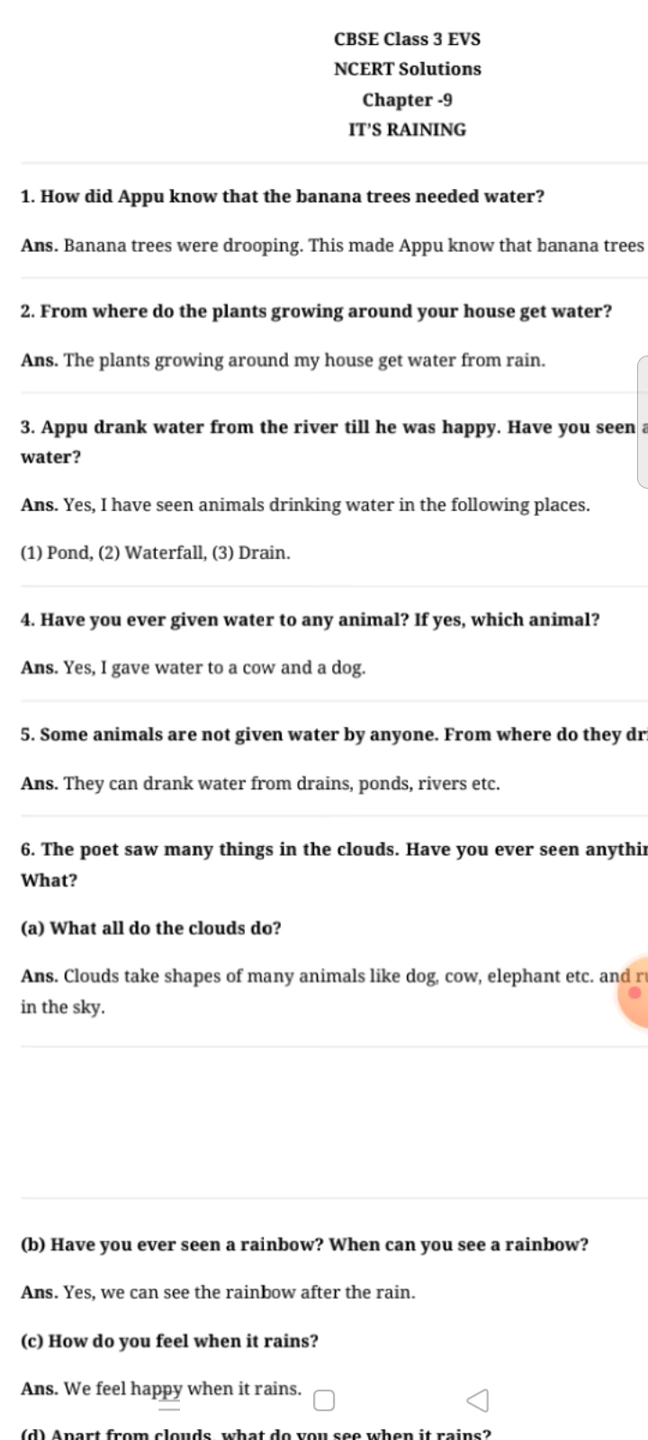 CBSE Class 3 EVS
NCERT Solutions
Chapter -9
IT'S RAINING
1. How did Appu know that the banana trees needed water?
Ans. Banana trees were drooping. This made Appu know that banana trees
2. From where do the plants growing around your house get water?
Ans. The plants growing around my house get water from rain.
3. Appu drank water from the river till he was happy. Have you seen
water?
Ans. Yes, I have seen animals drinking water in the following places.
(1) Pond, (2) Waterfall, (3) Drain.
4. Have you ever given water to any animal? If yes, which animal?
Ans. Yes, I gave water to a cow and a dog.
5. Some animals are not given water by anyone. From where do they
Ans. They can drank water from drains, ponds, rivers etc.
6. The poet saw many things in the clouds. Have you ever seen
What?
(a) What all do the clouds do?
Ans. Clouds take shapes of many animals like dog, cow, elephant etc. and
in the sky.
(b) Have you ever seen a rainbow? When can you see a rainbow?
Ans. Yes, we can see the rainbow after the rain.
(c) How do you feel when it rains?
Ans. We feel happy when it rains.
(d) Apart from clouds, what do you see when it rains?